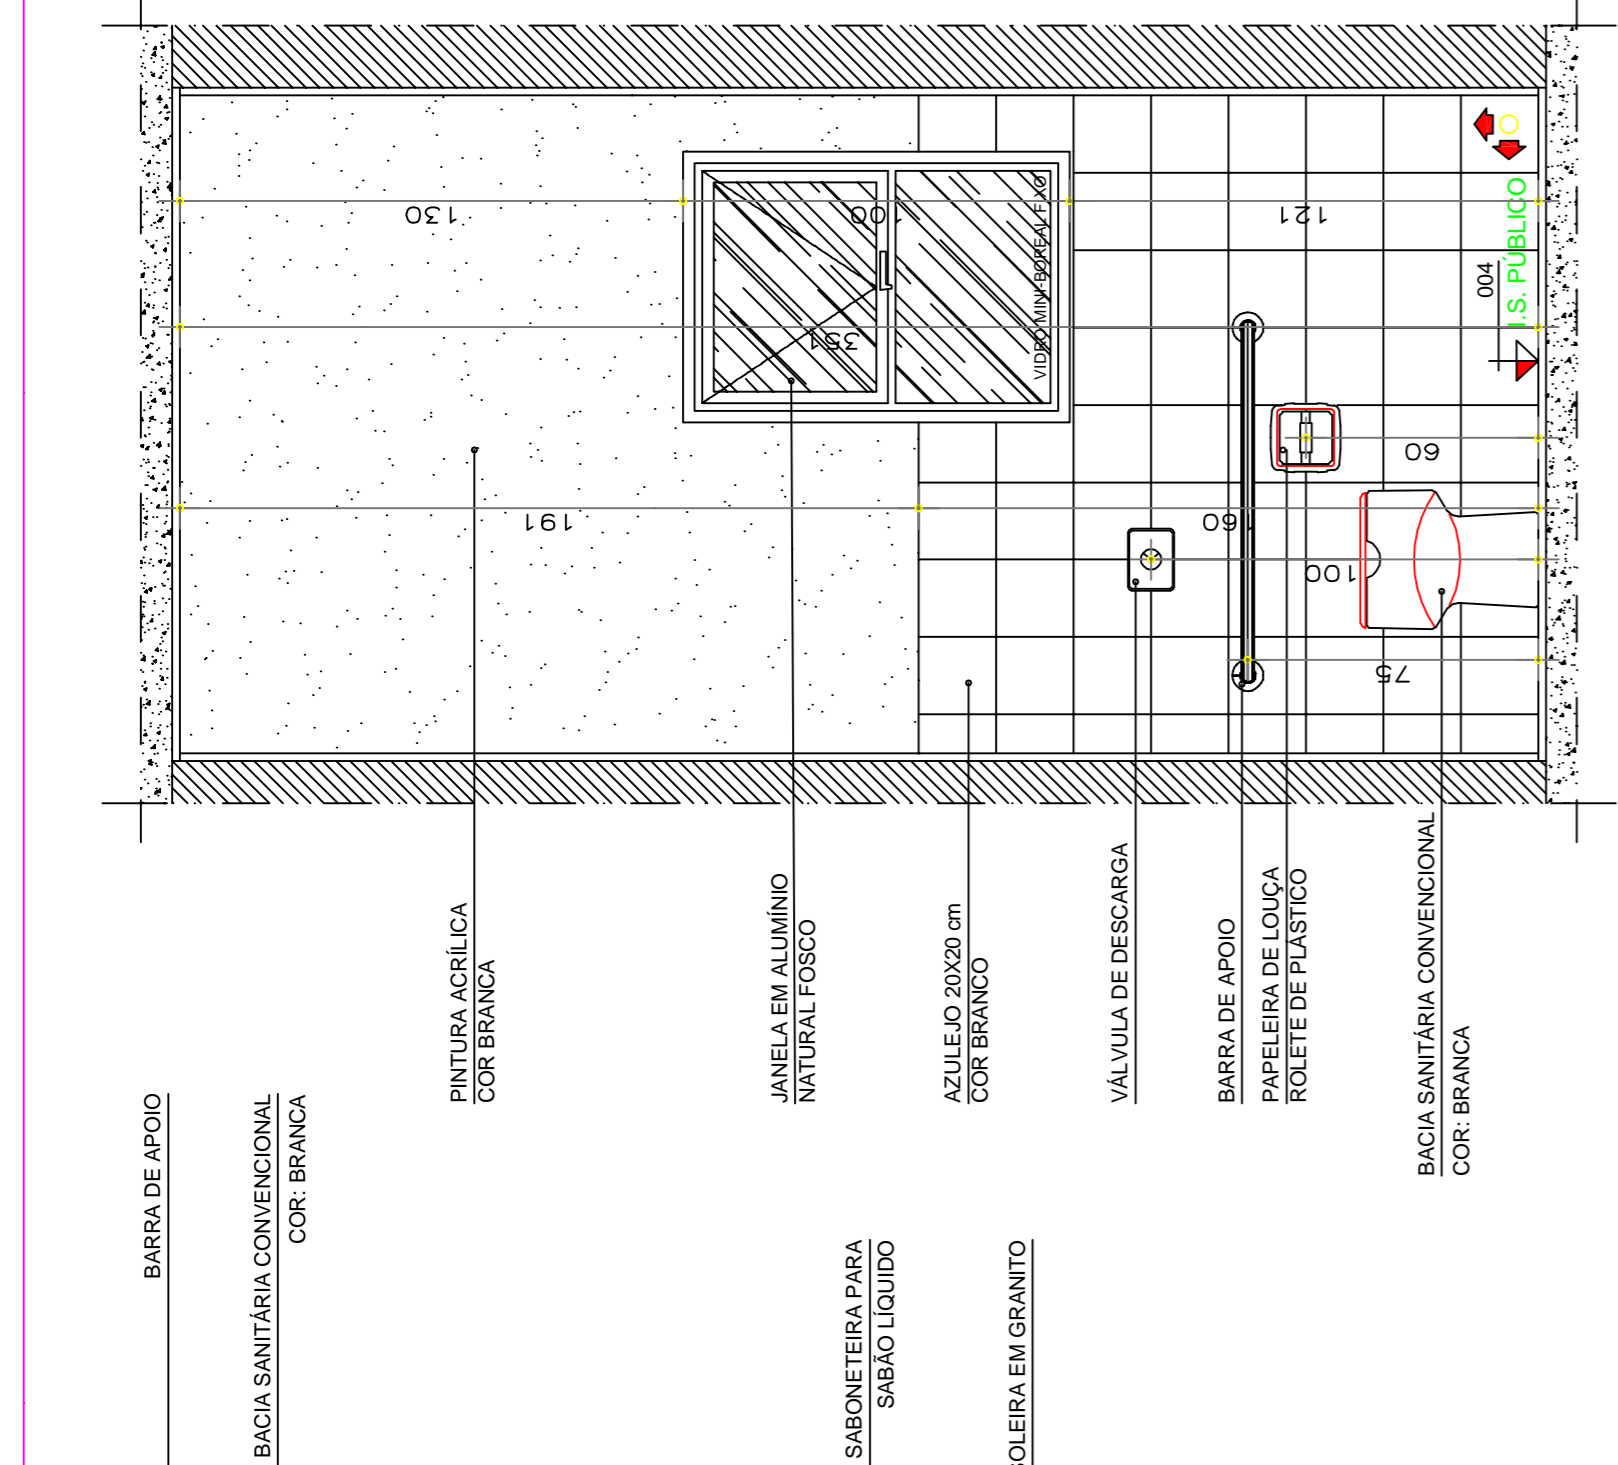 130
100
121
351
VIDRO MINI-BOREAL FIXO
I.S. PÚBLICO
004
60
191
160
100
75
PINTURA ACRÍLICA
COR BRANCA
JANELA EM ALUMÍNIO
NATURAL FOSCO
AZULEJO 20X20 cm
COR BRANCO
VÁLVULA DE DESCARGA
BARRA DE APOIO
PAPELEIRA DE LOUÇA
ROLETE DE PLÁSTICO
BACIA SANITÁRIA CONVENCIONAL
COR: BRANCA
BARRA DE APOIO
BACIA SANITÁRIA CONVENCIONAL
COR: BRANCA
SABONETEIRA PARA
SABÃO LÍQUIDO
OLEIRA EM GRANITO